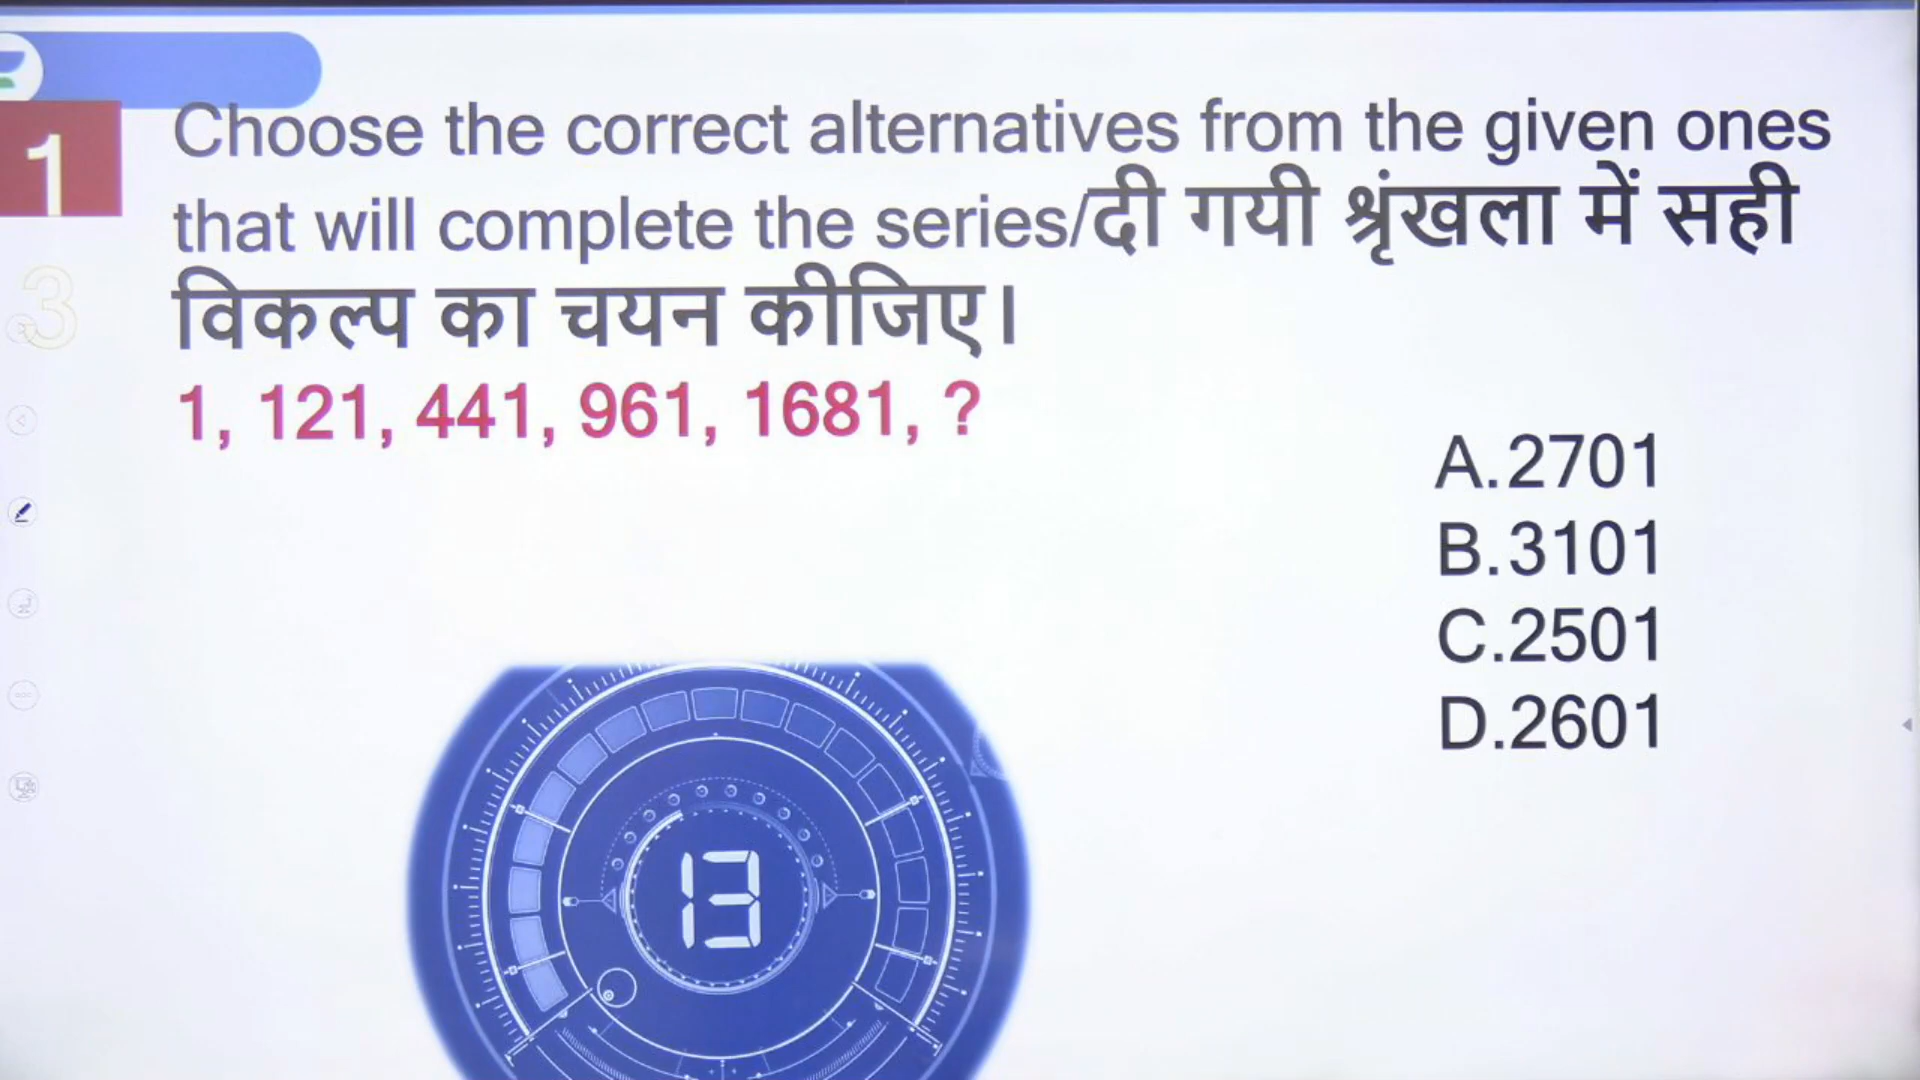 1
3
Choose the correct alternatives from the given ones
that will complete the series/दी गयी श्रृंखला में सही
विकल्प का चयन कीजिए।
1, 121, 441, 961, 1681, ?
A.2701
B.3101
C.2501
D.2601
13